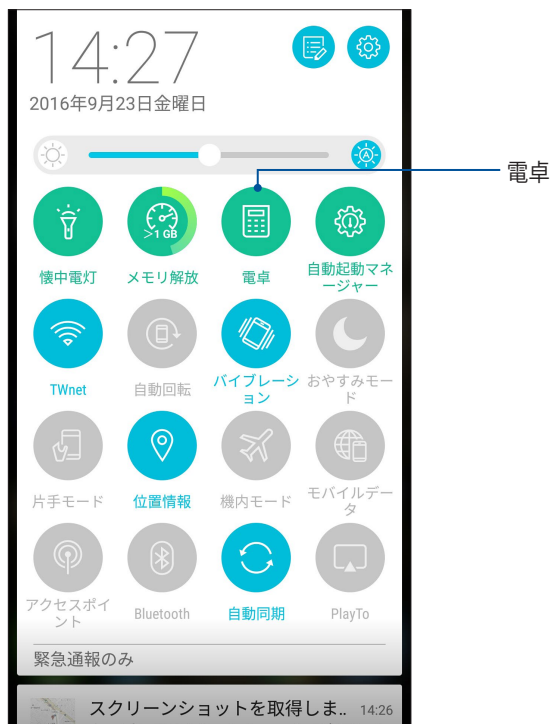 14:27
2016年9月23日金曜日
A
電卓
>1 GB
懐中電灯
メモリ解放
電卓
自動起動マネ
ージャー
TWnet
自動回転
バイブレーシ
ョン
おやすみモー
ド
片手モード
位置情報
機内モード
モバイルデー
タ
アクセスポイ
ント
Bluetooth
自動同期
PlayTo
緊急通報のみ
スクリーンショットを取得しま..
14:26